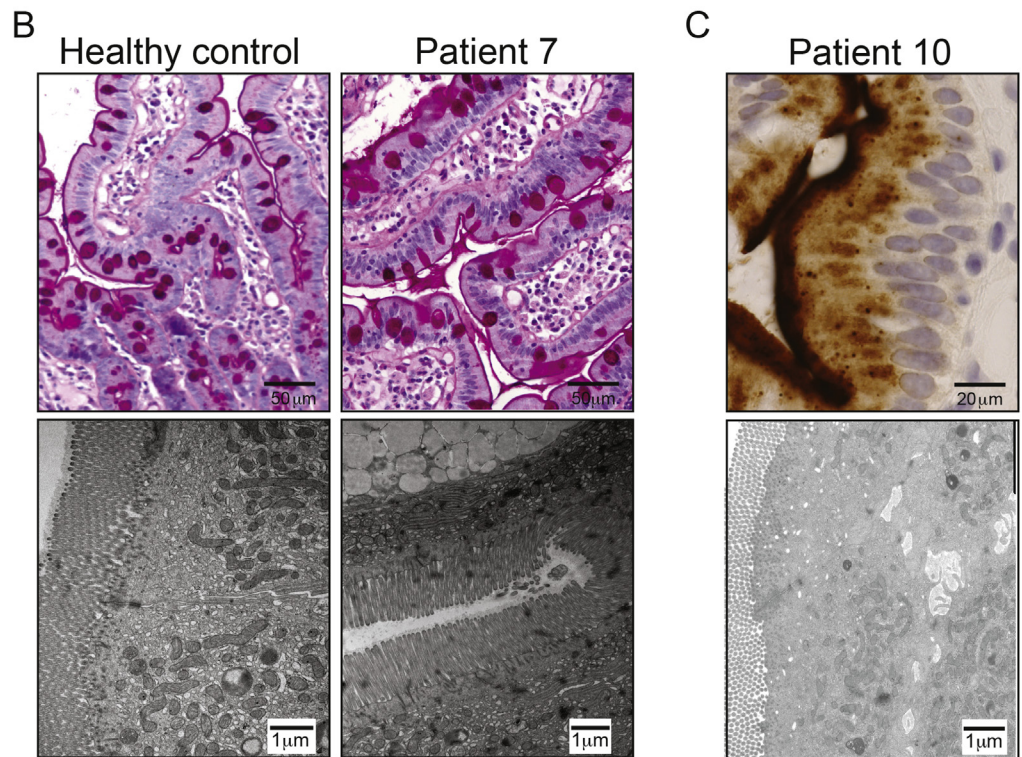 B
Healthy control
Patient 7
C
Patient 10
50μm
50μm
20μm
1μm
1μm
1μm